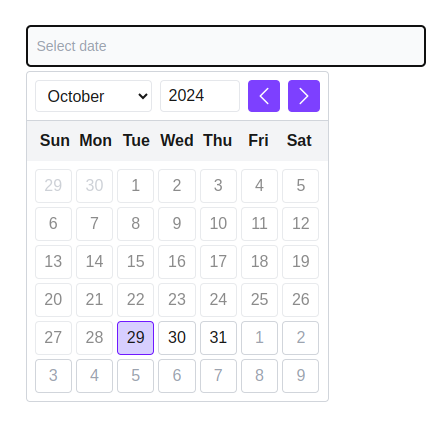 Select date
October 2024
Sun Mon Tue Wed Thu Fri Sat
29 30 1 2 3 4 5
6 7 8 9 10 11 12
13 14 15 16 17 18 19
20 21 22 23 24 25 26
27 28 29 30 31 1 2
3 4 5 6 7 8 9